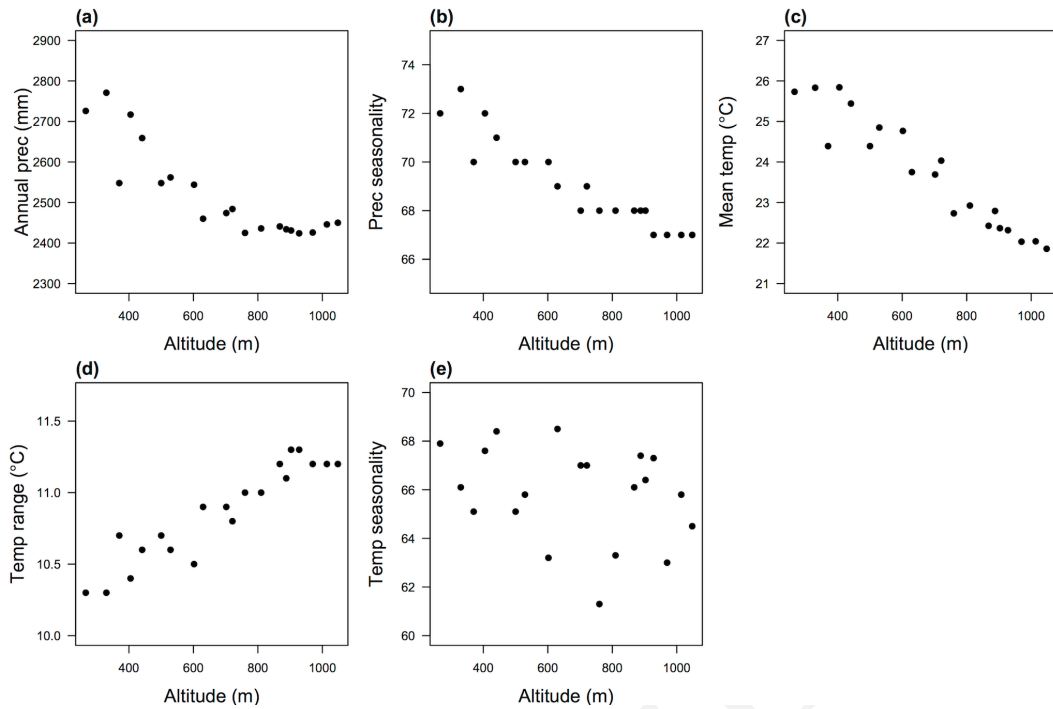 (a)
Annual prec (mm)
2900
2800
2700
2600
2500
2400
2300
400 600 800 1000
Altitude (m)
(b)
Prec seasonality
74
72
70
68
66
400 600 800 1000
Altitude (m)
(c)
Mean temp (°C)
27
26
25
24
23
22
21
400 600 800 1000
Altitude (m)
(d)
Temp range (°C)
11.5
11.0
10.5
10.0
400 600 800 1000
Altitude (m)
(e)
Temp seasonality
70
68
66
64
62
60
400 600 800 1000
Altitude (m)